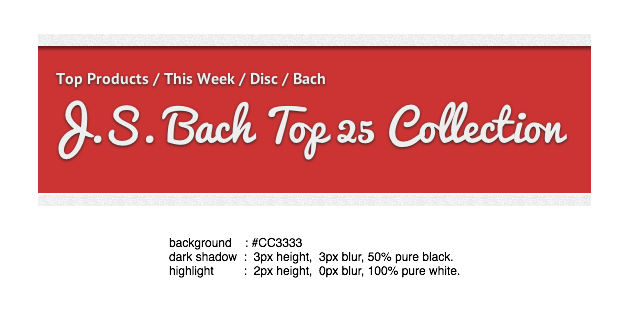 Top Products / This Week / Disc / Bach
J.S.Bach Top 25 Collection
background : #CC3333
dark shadow : 3px height, 3px blur, 50% pure black.
highlight : 2px height, 0px blur, 100% pure white.